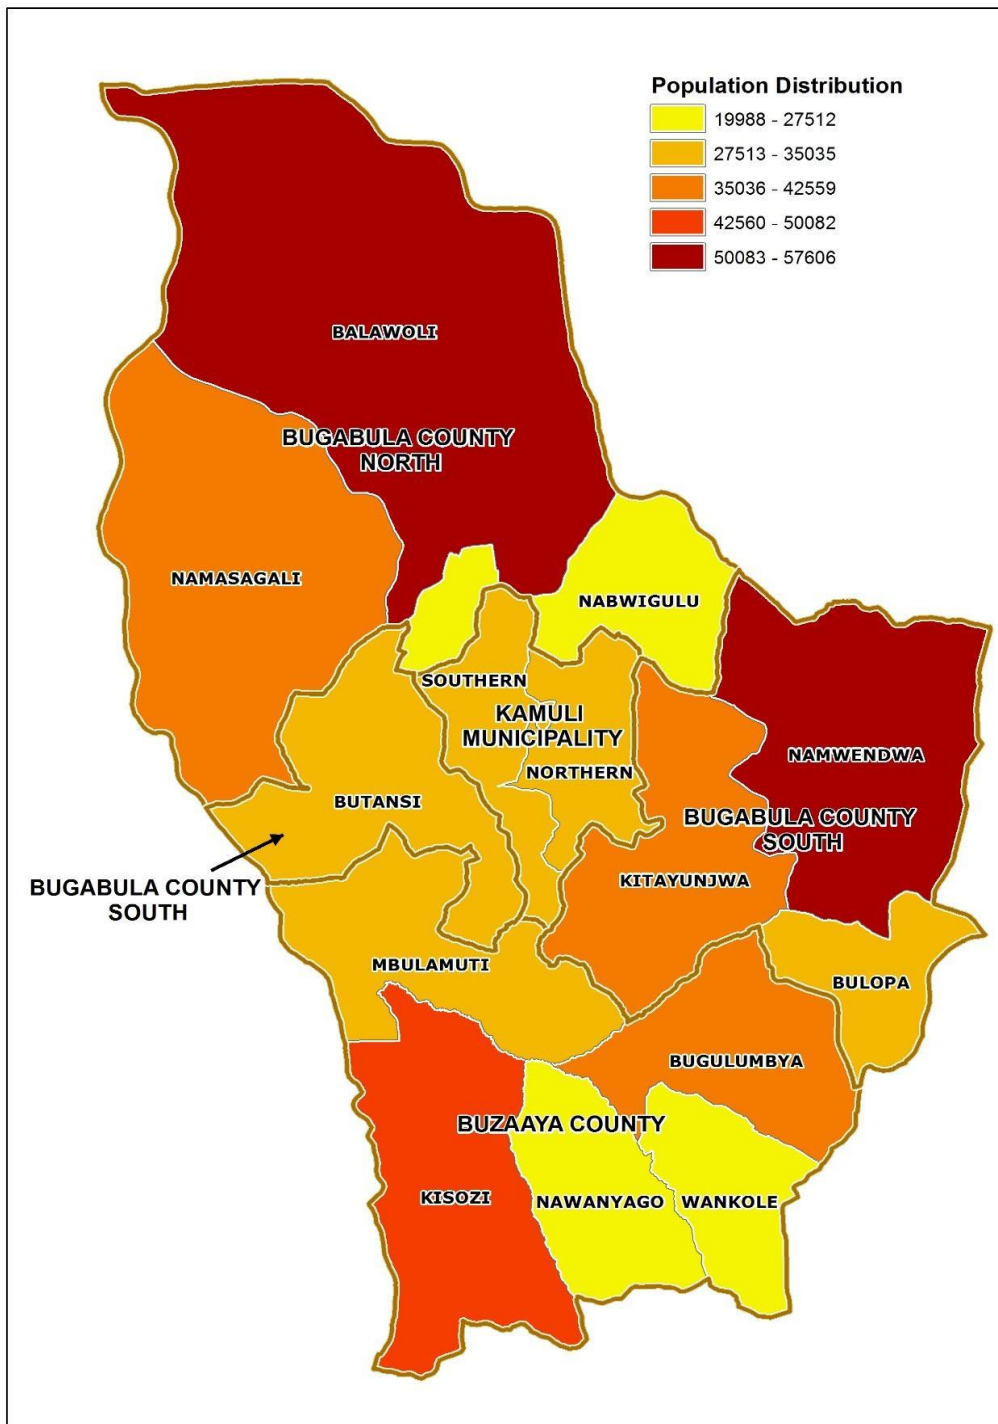 Population Distribution
19988 - 27512
27513 - 35035
35036 - 42559
42560 - 50082
50083 - 57606
BALAWOLI
BUGABULA COUNTY
NORTH
NAMASAGALI
NABWIGULU
SOUTHERN
KAMULI
MUNICIPALITY
NORTHERN
NAMWENDWA
BUTANSI
BUGABULA COUNTY
SOUTH
KITAYUNJWA
BUGABULA COUNTY
SOUTH
MBULAMUTI
BULOPA
BUGULUMBYA
BUZAAYA COUNTY
KISOZI
NAWANYAGO
WANKOLE